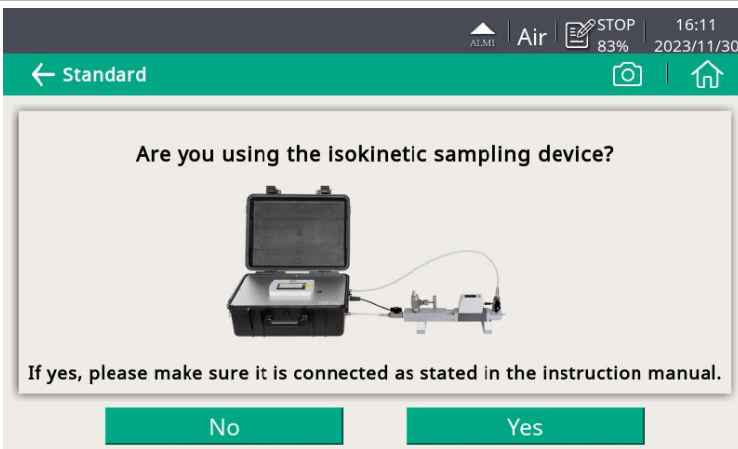 ALM1
Air
STOP
83%
16:11
2023/11/30
Standard
Are you using the isokinetic sampling device?
If yes, please make sure it is connected as stated in the instruction manual.
No
Yes